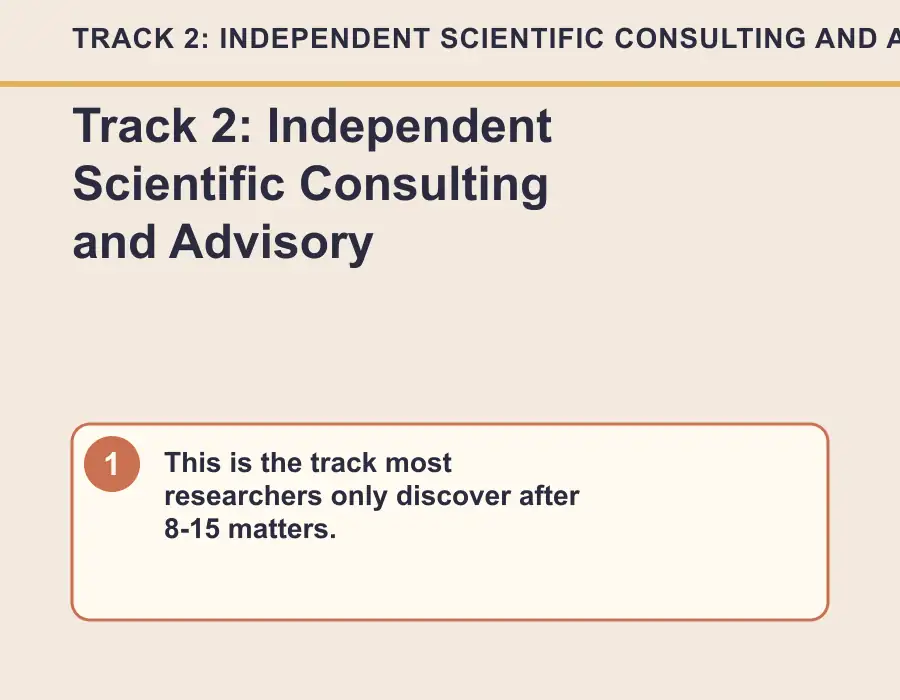 TRACK 2: INDEPENDENT SCIENTIFIC CONSULTING AND
Track 2: Independent
Scientific Consulting
and Advisory
1
This is the track most
researchers only discover after
8-15 matters.